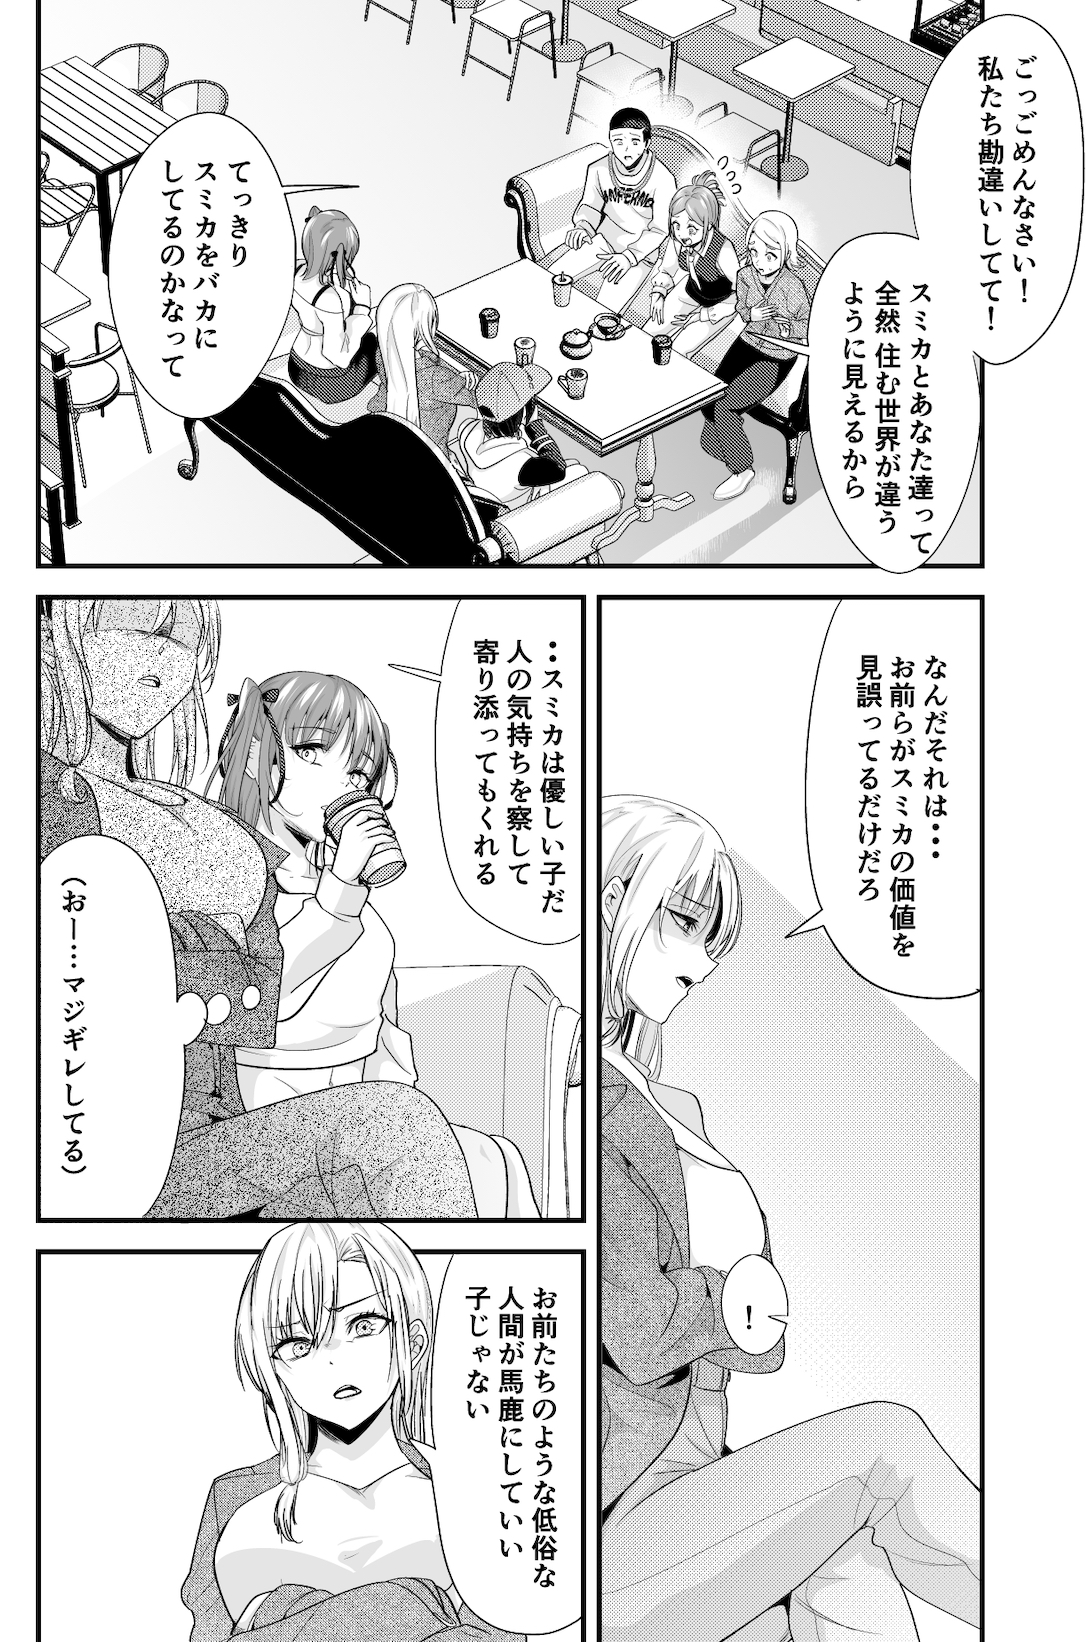 ごっごめんなさい！
私たち勘違いしてて！
スミカとあなた達って
全然 住む世界が違う
ように見えるから
てっきり
スミカをバカに
してるのかなって
INFERNO
なんだそれは・・・
お前らがスミカの価値を
見誤ってるだけだろ
！
：スミカは優しい子だ
人の気持ちを察して
寄り添ってもくれる
（おー…マジギレしてる）
お前たちのような低俗な
人間が馬鹿にしていい
子じゃない